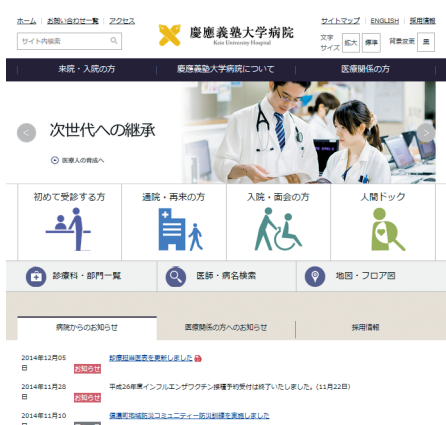 ホーム お問い合わせ一覧 アクセス
サイト内検索
慶應義塾大学病院
Keio University Hospital
サイトマップ ENGLISH 採用情報
文字サイズ 拡大 標準 背景変更 黒
来院・入院の方 慶應義塾大学病院について 医療関係の方
次世代への継承
医療人の育成へ
初めて受診する方 通院・再来の方 入院・面会の方 人間ドック
診療科・部門一覧 医師・病名検索 地図・フロア図
病院からのお知らせ 医療関係の方へのお知らせ 採用情報
2014年12月05日 お知らせ 診療担当医表を更新しました
2014年11月28日 お知らせ 平成26年度インフルエンザワクチン接種予約受付は終了いたしました。(11月22日)
2014年11月10日 信濃町地域防災コミュニティー防災訓練を実施しました